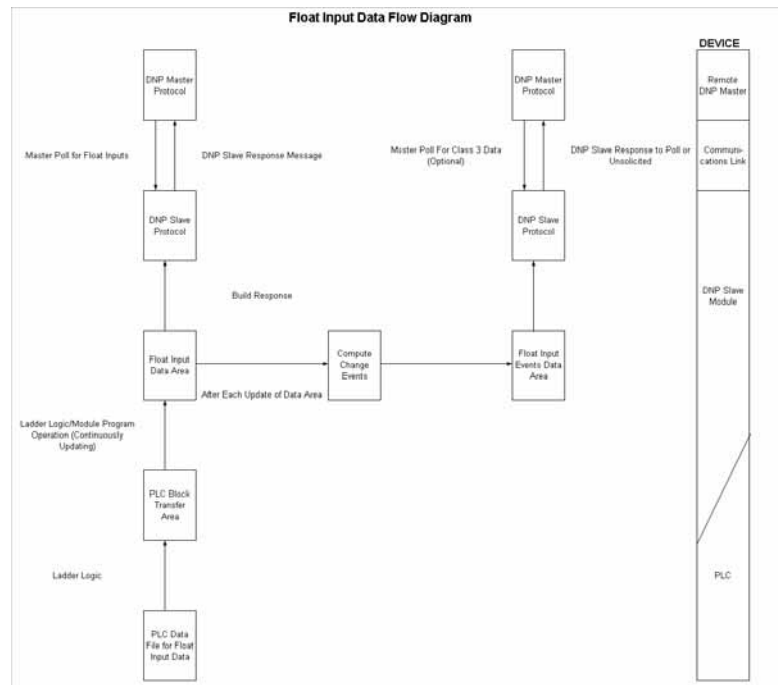 Float Input Data Flow Diagram
DEVICE
DNP Master
Protocol
DNP Master
Protocol
Remote
DNP Master
Master Poll for Float Inputs
DNP Slave Response Message
Master Poll For Class 3 Data
(Optional)
DNP Slave Response to Poll or
Unsolicited
Communi-
cations Link
DNP Slave
Protocol
DNP Slave
Protocol
DNP Slave
Module
Build Response
Float Input
Data Area
Compute
Change
Events
Float Input
Events Data
Area
After Each Update of Data Area
Ladder Logic/Module Program
Operation (Continuously
Updating)
PLC Block
Transfer
Area
Ladder Logic
PLC
PLC Data
File for Float
Input Data